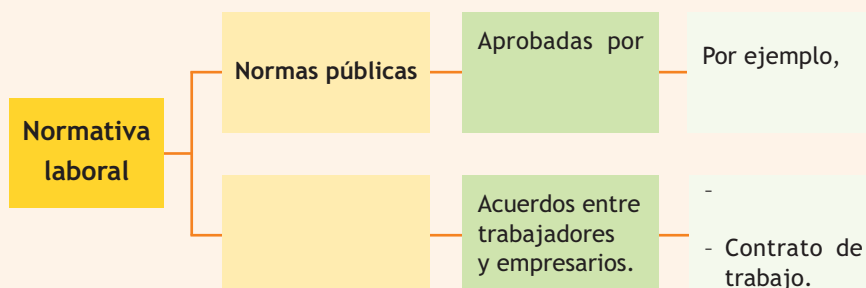 Normativa
laboral
Normas públicas
Aprobadas por
Por ejemplo,
Acuerdos entre
trabajadores
y empresarios.
-
- Contrato de
trabajo.